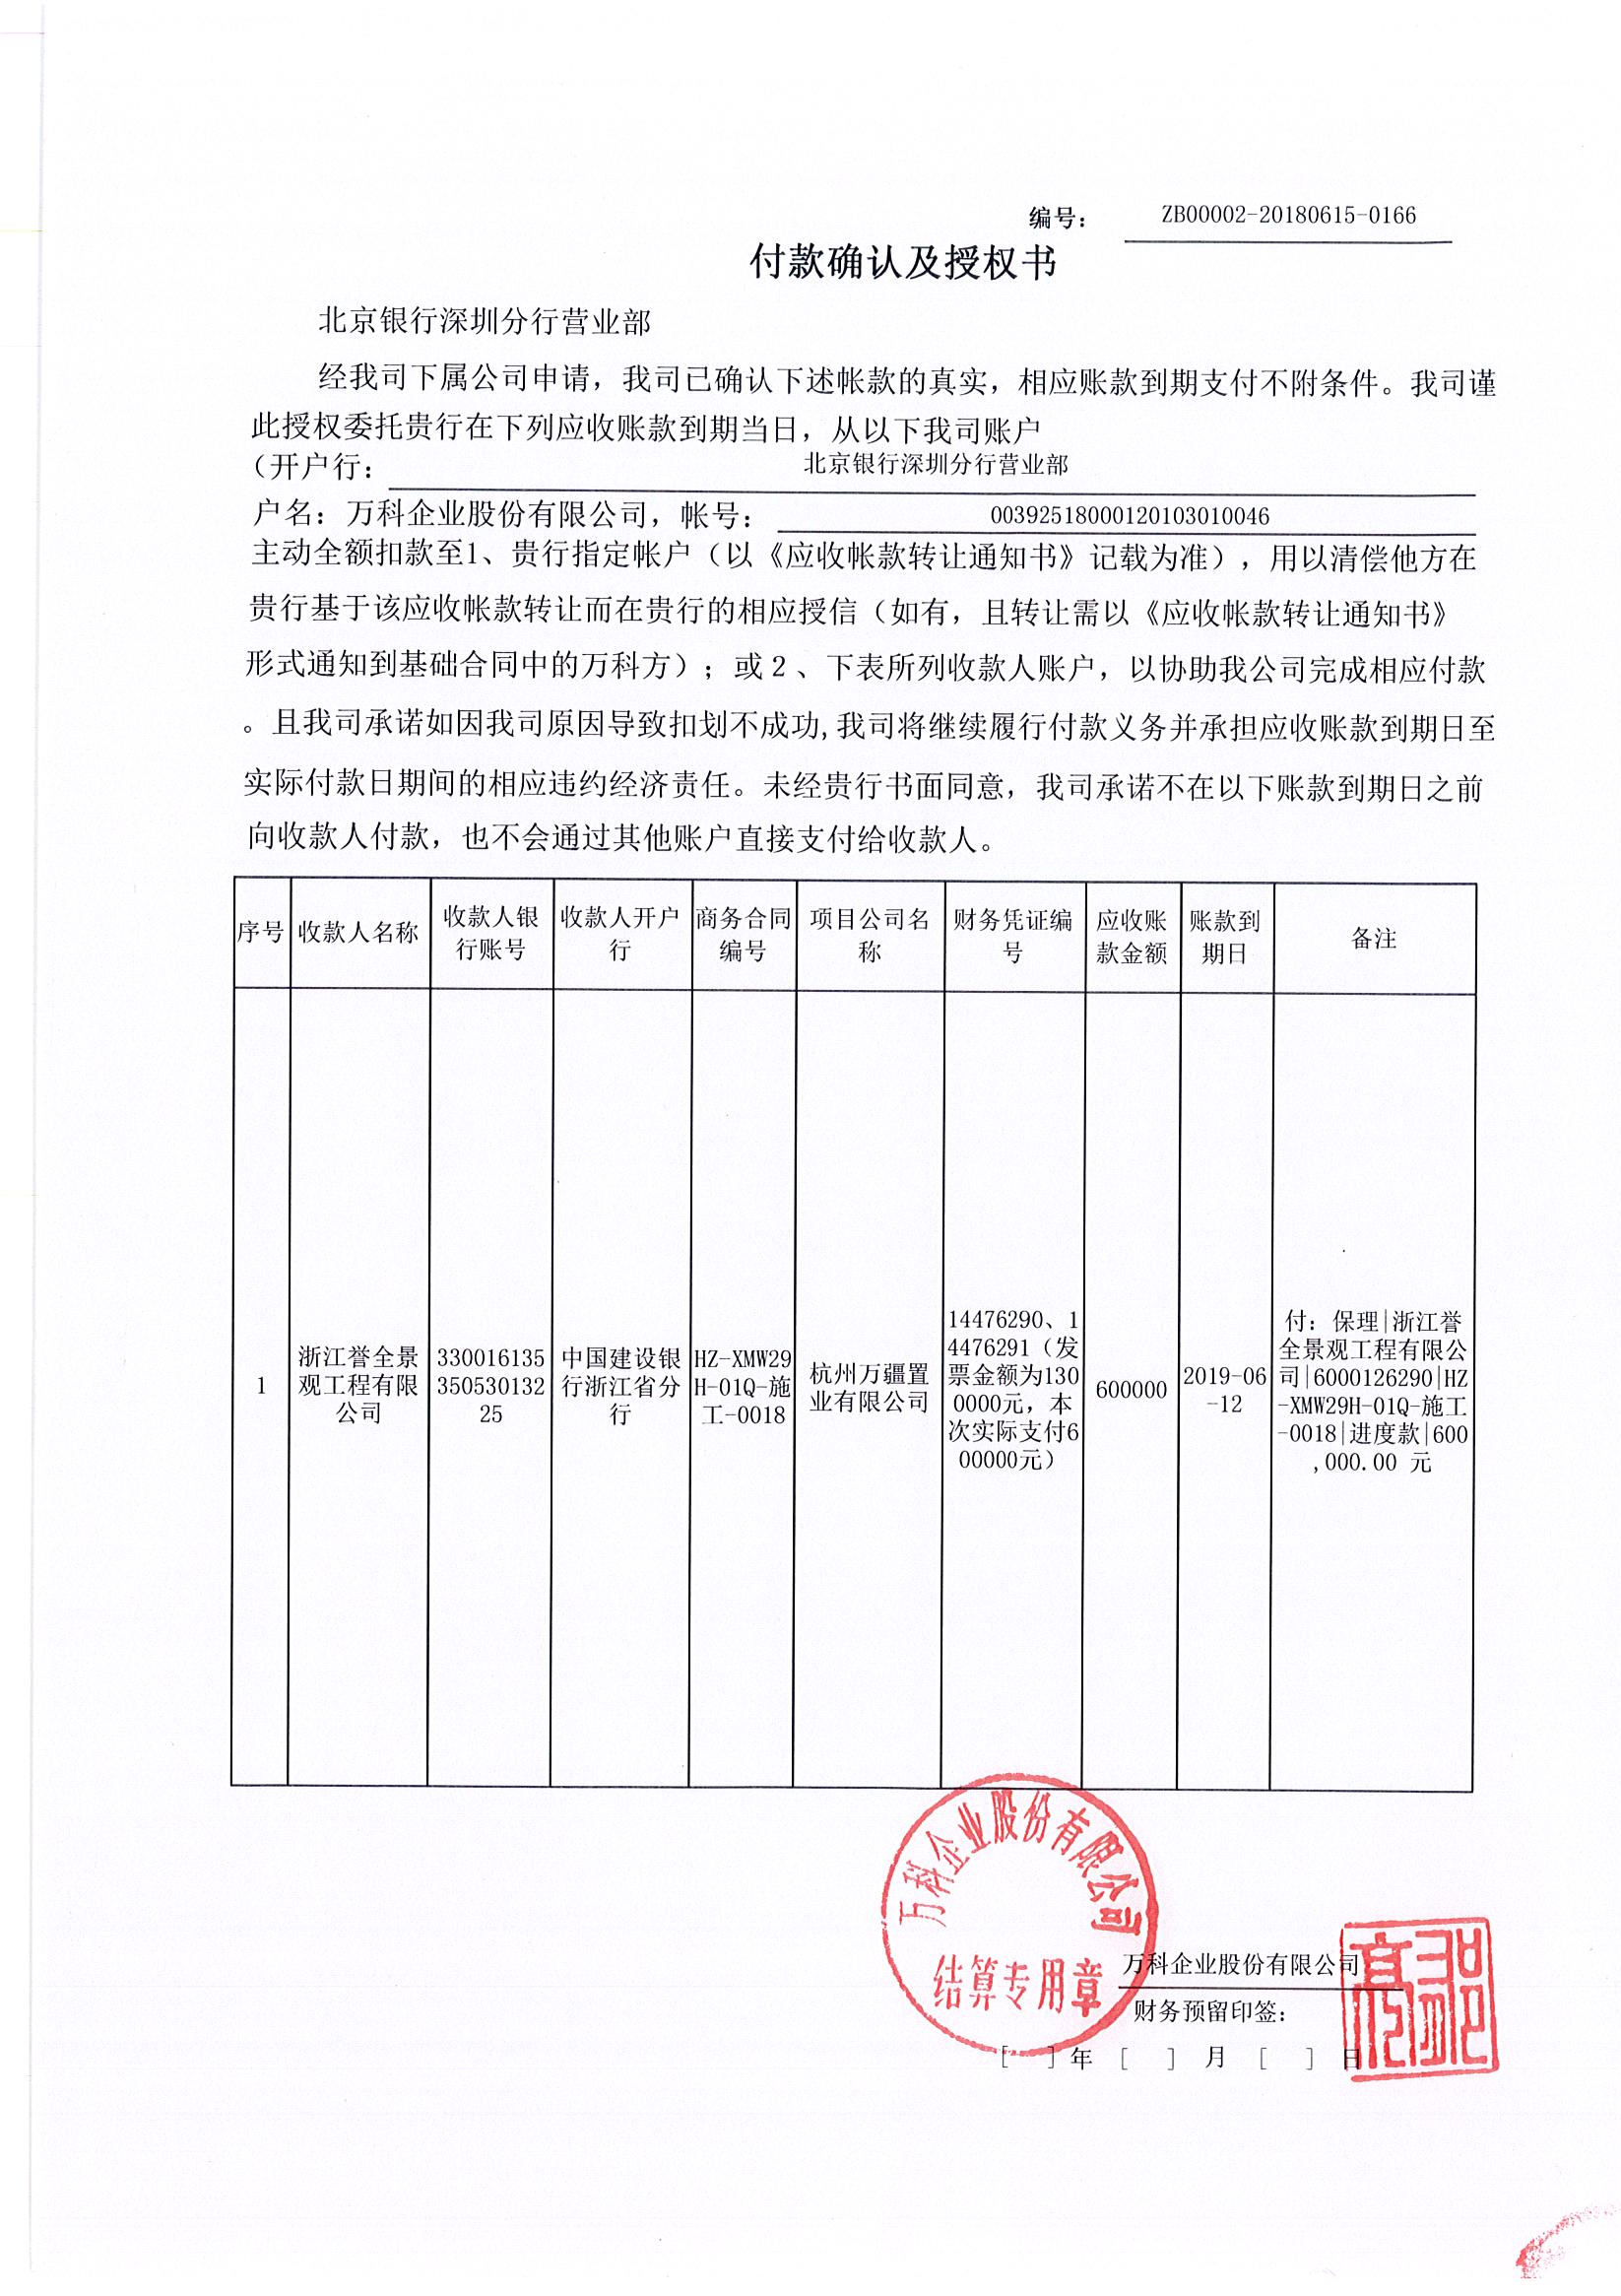 编号： ZB00002-20180615-0166
付款确认及授权书
北京银行深圳分行营业部
经我司下属公司申请，我司已确认下述帐款的真实，相应账款到期支付不附条件。我司谨
此授权委托贵行在下列应收账款到期当日，从以下我司账户
（开户行： 北京银行深圳分行营业部
户名：万科企业股份有限公司，帐号： 00392518000120103010046
主动全额扣款至1、贵行指定帐户（以《应收帐款转让通知书》记载为准），用以清偿他方在
贵行基于该应收帐款转让而在贵行的相应授信（如有，且转让需以《应收帐款转让通知书》
形式通知到基础合同中的万科方）；或2、下表所列收款人账户，以协助我公司完成相应付款
。且我司承诺如因我司原因导致扣划不成功,我司将继续履行付款义务并承担应收账款到期日至
实际付款日期间的相应违约经济责任。未经贵行书面同意，我司承诺不在以下账款到期日之前
向收款人付款，也不会通过其他账户直接支付给收款人。
序号
收款人名称
收款人银
行账号
收款人开户
行
商务合同
编号
项目公司名
称
财务凭证编
号
应收账
款金额
账款到
期日
备注
1
浙江誉全景
观工程有限
公司
330016135
350530132
25
中国建设银
行浙江省分
行
HZ-XMW29
H-01Q-施
工-0018
杭州万疆置
业有限公司
14476290、1
4476291（发
票金额为130
0000元，本
次实际支付6
00000元）
600000
2019-06
-12
付：保理|浙江誉
全景观工程有限公
司|6000126290|HZ
-XMW29H-01Q-施工
-0018|进度款|600
,000.00 元
万科企业股份有限公司
结算专用章
万科企业股份有限公司
财务预留印签：
[ ]年 [ ] 月 [ ] 日